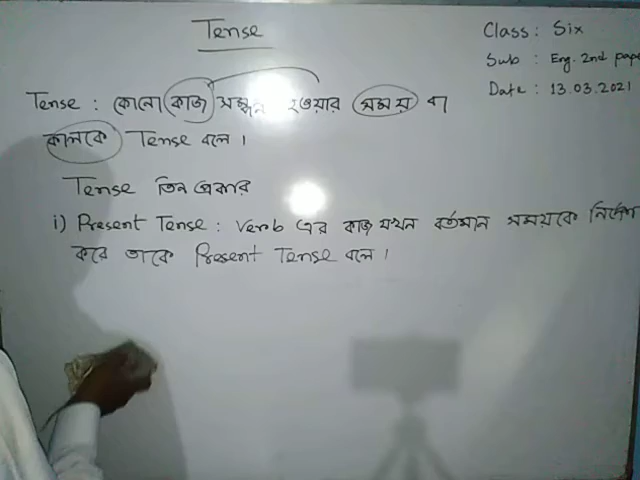 Tense
Class: Six
Sub : Eng. 2nd pape
Date : 13.03.2021
Tense : কোনো কাজ সম্পন্ন হওয়ার সময় বা
কালকে Tense বলে।
Tense তিন প্রকার
i) Present Tense : Verb এর কাজ যখন বর্তমান সময়কে নির্দেশ
করে তাকে Present Tense বলে।